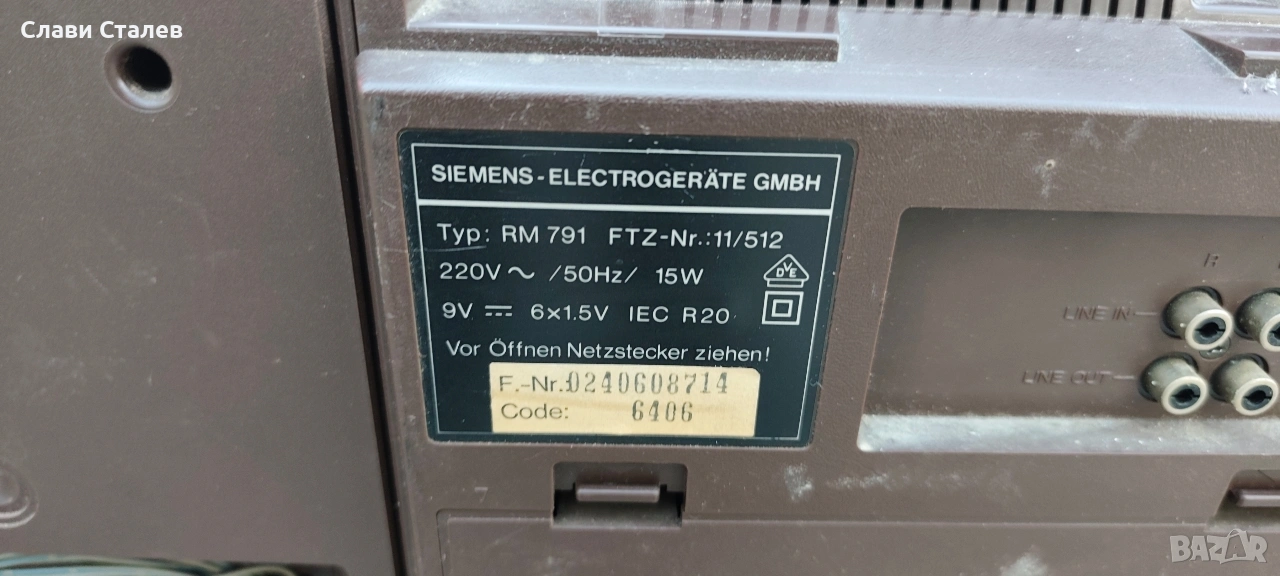 Слави Сталев
SIEMENS-ELECTROGERÄTE GMBH
Typ: RM 791 FTZ-Nr.:11/512
220V ~ /50Hz/ 15W
DVE
9V ⎓ 6x1.5V IEC R20
Vor Öffnen Netzstecker ziehen!
F.-Nr.:0240608714
Code: 6406
R
LINE IN
LINE OUT
BAZAR